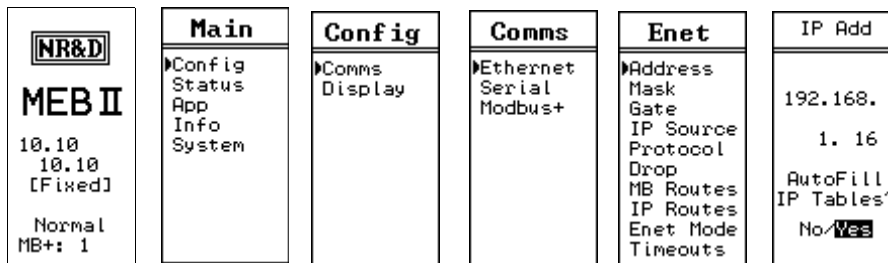 NR&D
MEB II
10.10
10.10
[Fixed]
Normal
MB+: 1
Main
Config
Status
App
Info
System
Config
Comms
Display
Comms
Ethernet
Serial
Modbus+
Enet
Address
Mask
Gate
IP Source
Protocol
Drop
MB Routes
IP Routes
Enet Mode
Timeouts
IP Add
192.168.
1. 16
AutoFill
IP Tables?
No/Yes